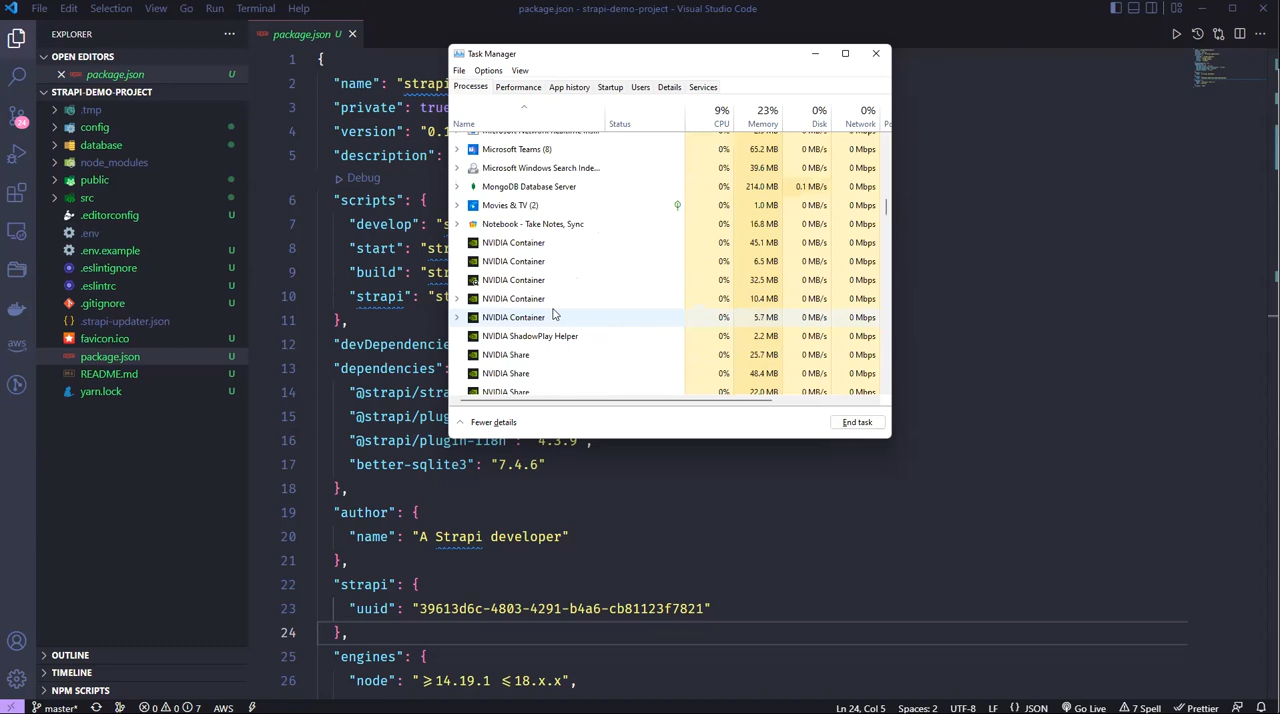 File Edit Selection View Go Run Terminal Help
package.json - strapi-demo-project - Visual Studio Code
EXPLORER
OPEN EDITORS
package.json U
STRAPI-DEMO-PROJECT
.tmp
config
database
node_modules
public
src
.editorconfig U
.env
.env.example U
.eslintignore U
.eslintrc U
.gitignore U
.strapi-updater.json
favicon.ico U
package.json U
README.md U
yarn.lock U
OUTLINE
TIMELINE
NPM SCRIPTS
24
aws
package.json U
1 {
2 "name": "strapi
3 "private": true
4 "version": "0.1
5 "description":
Debug
6 "scripts": {
7 "develop": "s
8 "start": "str
9 "build": "str
10 "strapi": "st
11 },
12 "devDependencie
13 "dependencies":
14 "@strapi/stra
15 "@strapi/plug
16 "@strapi/plugin-i18n": "4.3.9",
17 "better-sqlite3": "7.4.6"
18 },
19 "author": {
20 "name": "A Strapi developer"
21 },
22 "strapi": {
23 "uuid": "39613d6c-4803-4291-b4a6-cb81123f7821"
24 },
25 "engines": {
26 "node": "≥14.19.1 ≤18.x.x",
Task Manager
File Options View
Processes Performance App history Startup Users Details Services
9% 23% 0% 0%
Name Status CPU Memory Disk Network
Microsoft Teams (8) 0% 65.2 MB 0 MB/s 0 Mbps
Microsoft Windows Search Inde... 0% 39.6 MB 0 MB/s 0 Mbps
MongoDB Database Server 0% 214.0 MB 0.1 MB/s 0 Mbps
Movies & TV (2) 0% 1.0 MB 0 MB/s 0 Mbps
Notebook - Take Notes, Sync 0% 16.8 MB 0 MB/s 0 Mbps
NVIDIA Container 0% 45.1 MB 0 MB/s 0 Mbps
NVIDIA Container 0% 6.5 MB 0 MB/s 0 Mbps
NVIDIA Container 0% 32.5 MB 0 MB/s 0 Mbps
NVIDIA Container 0% 10.4 MB 0 MB/s 0 Mbps
NVIDIA Container 0% 5.7 MB 0 MB/s 0 Mbps
NVIDIA ShadowPlay Helper 0% 2.2 MB 0 MB/s 0 Mbps
NVIDIA Share 0% 25.7 MB 0 MB/s 0 Mbps
NVIDIA Share 0% 48.4 MB 0 MB/s 0 Mbps
NVIDIA Share 0% 22.0 MB 0 MB/s 0 Mbps
Fewer details
End task
master* 0 0 7 AWS
Ln 24, Col 5 Spaces: 2 UTF-8 LF {} JSON Go Live 7 Spell Prettier